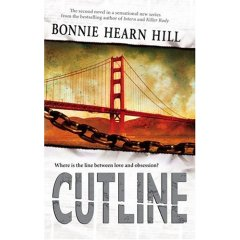 The second novel in a sensational new series
from the bestselling author of Intern and Killer Body
BONNIE HEARN HILL
Where is the line between love and obsession?
CUTLINE